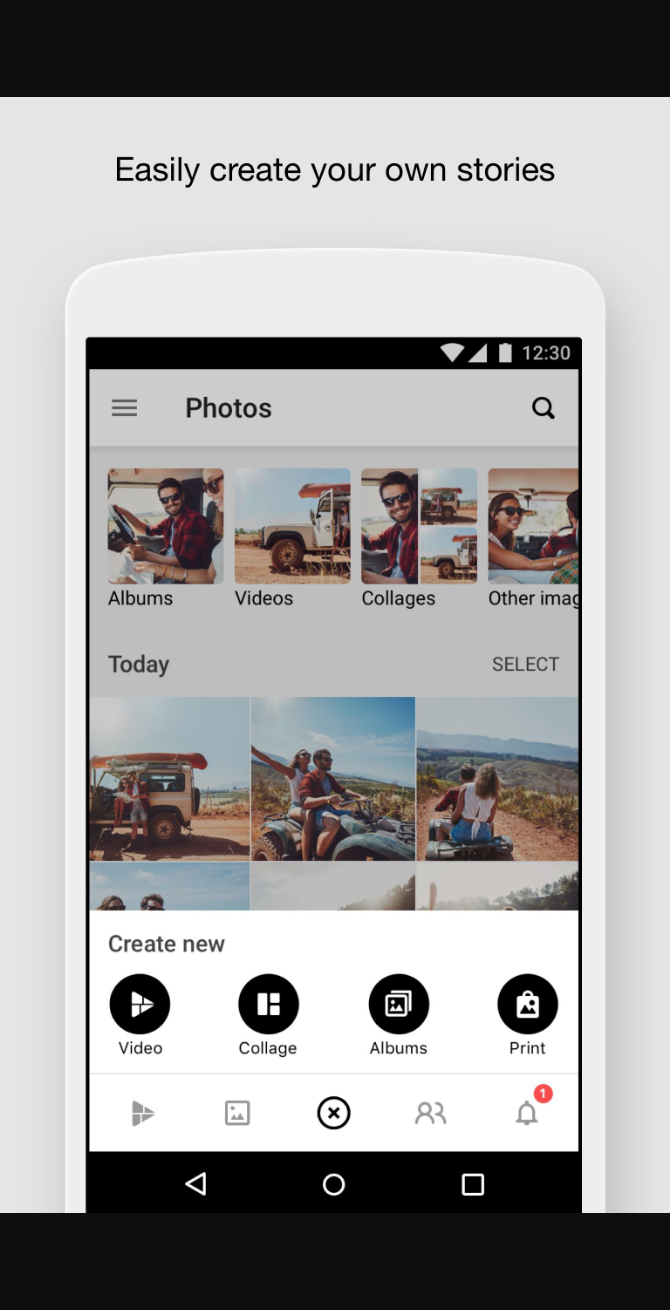 Easily create your own stories
12:30
Photos
Albums
Videos
Collages
Other imag
Today
SELECT
Create new
Video
Collage
Albums
Print
1